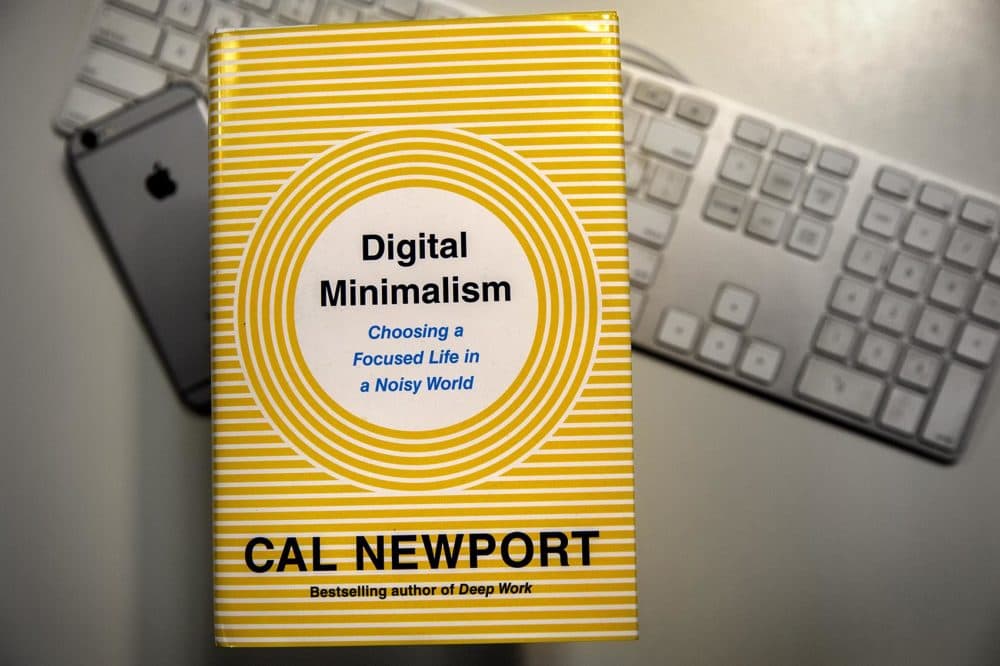 Digital
Minimalism
Choosing a
Focused Life in
a Noisy World
CAL NEWPORT
Bestselling author of Deep Work